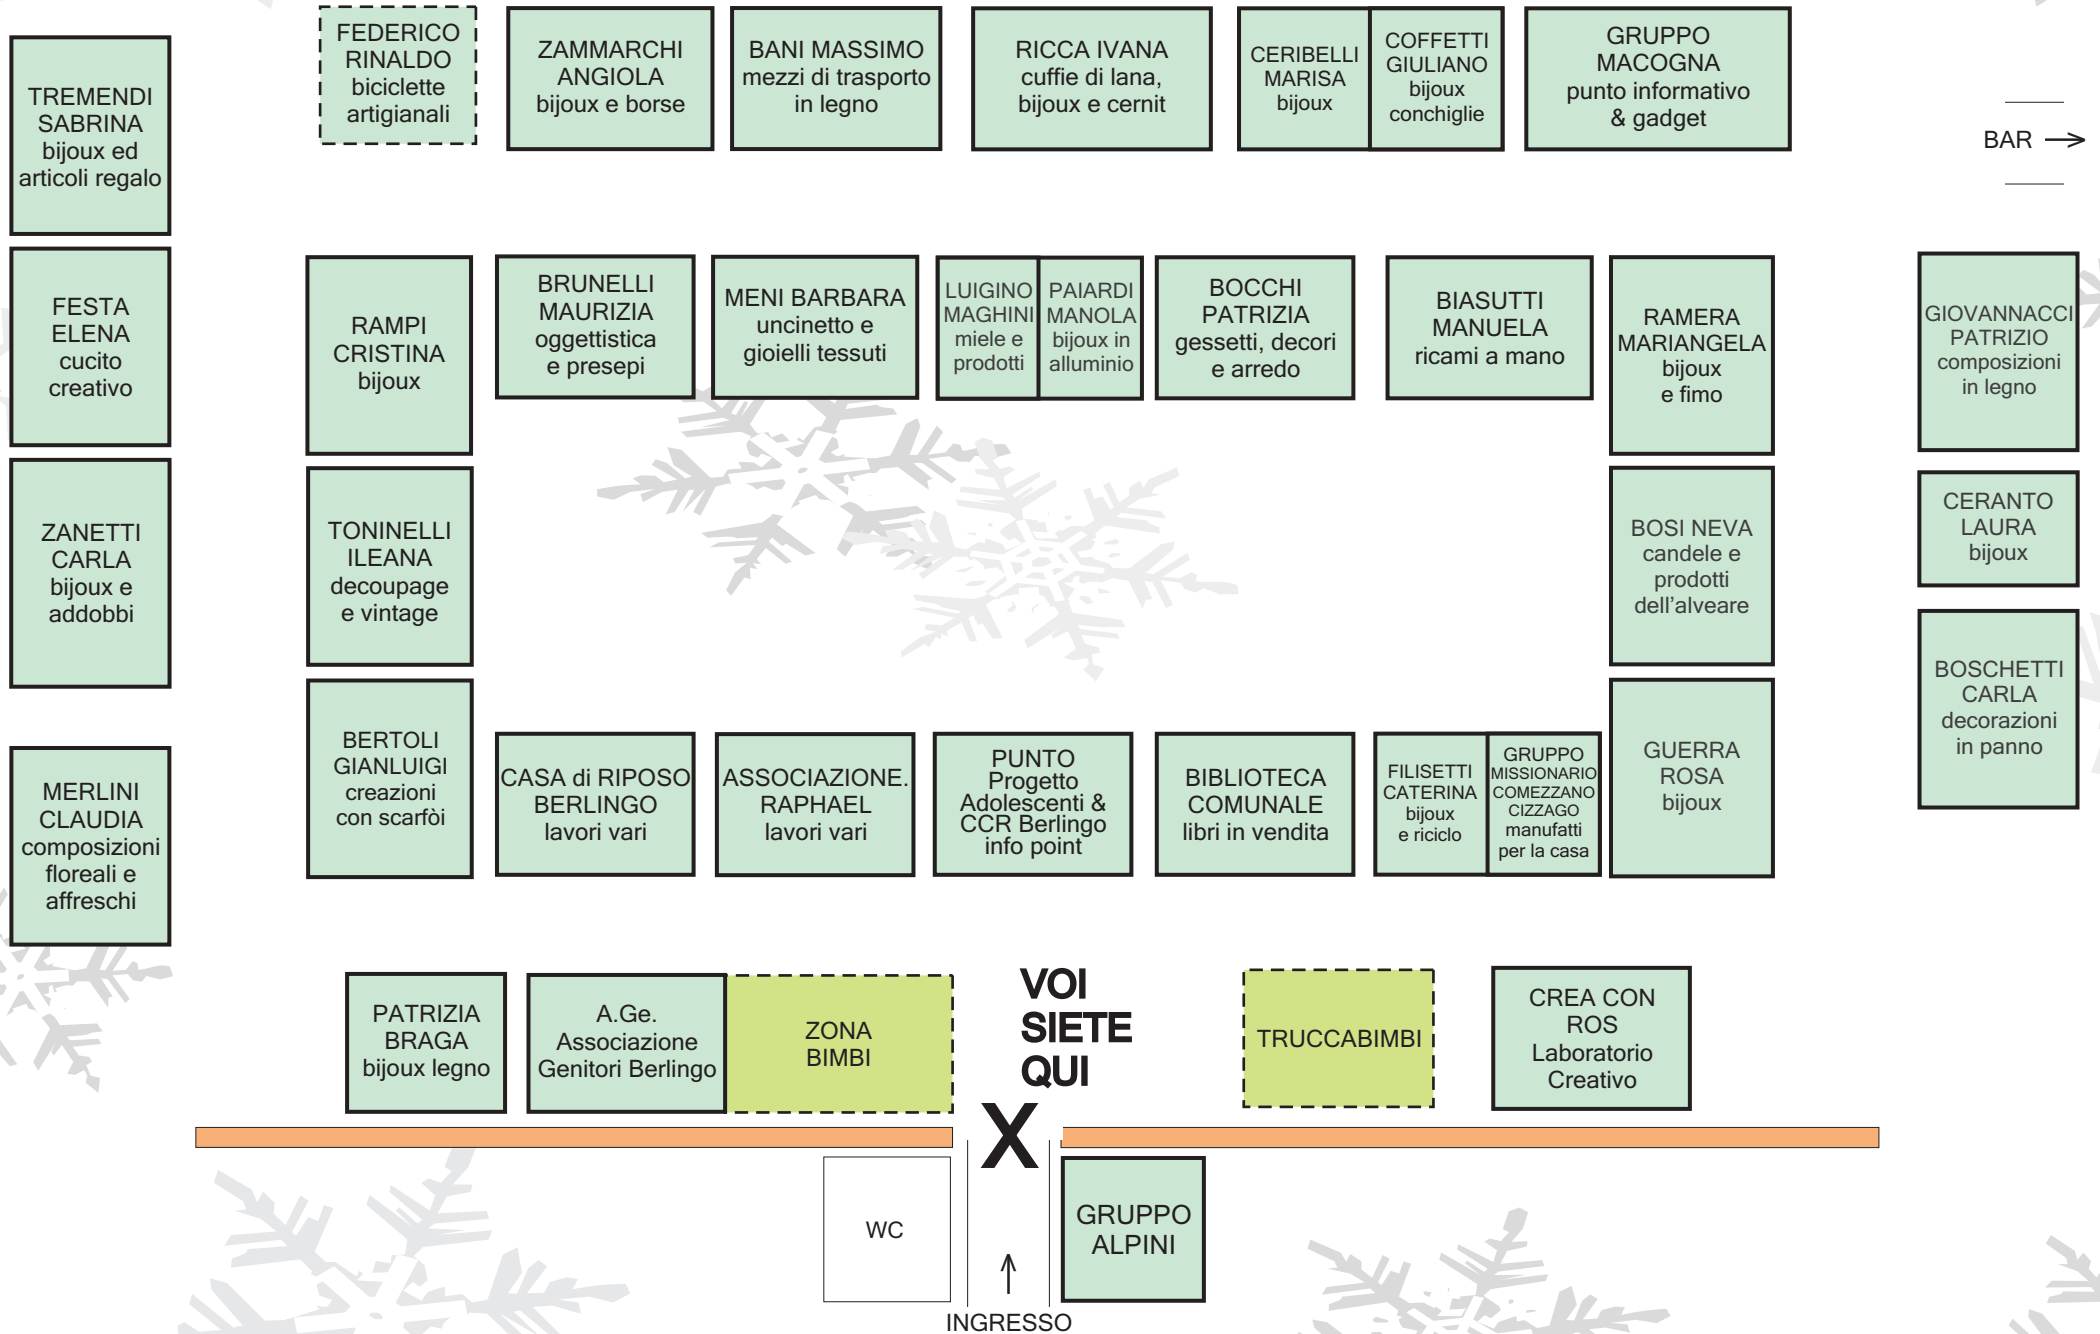 FEDERICO
RINALDO
biciclette
artigianali
ZAMMARCHI
ANGIOLA
bijoux e borse
BANI MASSIMO
mezzi di trasporto
in legno
RICCA IVANA
cuffie di lana,
bijoux e cernit
CERIBELLI
MARISA
bijoux
COFFETTI
GIULIANO
bijoux
conchiglie
GRUPPO
MACOGNA
punto informativo
& gadget
BAR
TREMENDI
SABRINA
bijoux ed
articoli regalo
FESTA
ELENA
cucito
creativo
ZANETTI
CARLA
bijoux e
addobbi
MERLINI
CLAUDIA
composizioni
floreali e
affreschi
RAMPI
CRISTINA
bijoux
BRUNELLI
MAURIZIA
oggettistica
e presepi
MENI BARBARA
uncinetto e
gioielli tessuti
LUIGINO
MAGHINI
miele e
prodotti
PAIARDI
MANOLA
bijoux in
alluminio
BOCCHI
PATRIZIA
gessetti, decori
e arredo
BIASUTTI
MANUELA
ricami a mano
RAMERA
MARIANGELA
bijoux
e fimo
GIOVANNACCI
PATRIZIO
composizioni
in legno
TONINELLI
ILEANA
decoupage
e vintage
BOSI NEVA
candele e
prodotti
dell'alveare
CERANTO
LAURA
bijoux
BOSCHETTI
CARLA
decorazioni
in panno
BERTOLI
GIANLUIGI
creazioni
con scarfòi
CASA di RIPOSO
BERLINGO
lavori vari
ASSOCIAZIONE.
RAPHAEL
lavori vari
PUNTO
Progetto
Adolescenti &
CCR Berlingo
info point
BIBLIOTECA
COMUNALE
libri in vendita
FILISETTI
CATERINA
bijoux
e riciclo
GRUPPO
MISSIONARIO
COMEZZANO
CIZZAGO
manufatti
per la casa
GUERRA
ROSA
bijoux
PATRIZIA
BRAGA
bijoux legno
A.Ge.
Associazione
Genitori Berlingo
ZONA
BIMBI
VOI
SIETE
QUI
X
TRUCCABIMBI
CREA CON
ROS
Laboratorio
Creativo
WC
GRUPPO
ALPINI
INGRESSO